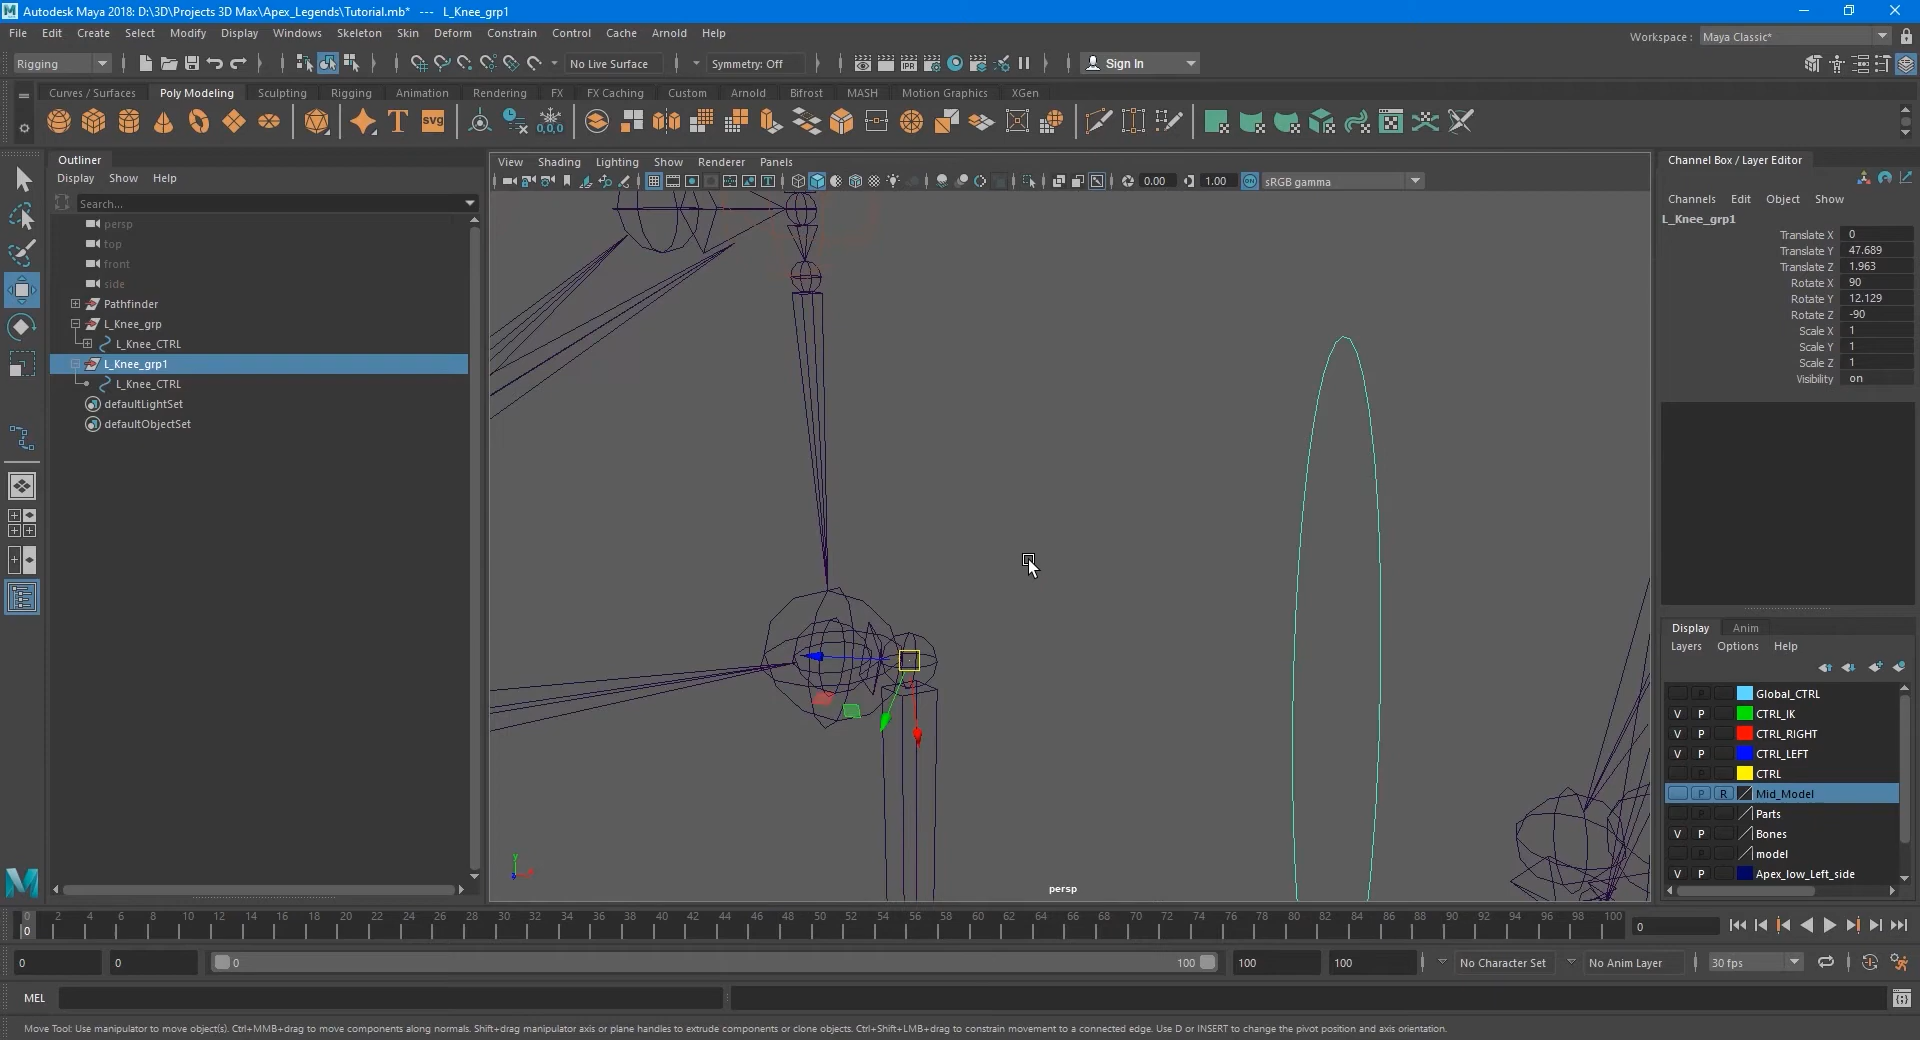 Autodesk Maya 2018: D:\3D\Projects 3D Max\Apex_Legends\Tutorial.mb* --- L_Knee_grp1
File Edit Create Select Modify Display Windows Skeleton Skin Deform Constrain Control Cache Arnold Help
Workspace : Maya Classic*
Rigging No Live Surface Symmetry: Off Sign In
Curves / Surfaces Poly Modeling Sculpting Rigging Animation Rendering FX FX Caching Custom Arnold Bifrost MASH Motion Graphics XGen
T SVG 0,0,0
Outliner
Display Show Help
Search...
persp
top
front
side
Pathfinder
L_Knee_grp
L_Knee_CTRL
L_Knee_grp1
L_Knee_CTRL
defaultLightSet
defaultObjectSet
View Shading Lighting Show Renderer Panels
0.00 1.00 ON sRGB gamma
persp
Channel Box / Layer Editor
Channels Edit Object Show
L_Knee_grp1
Translate X 0
Translate Y 47.689
Translate Z 1.963
Rotate X 90
Rotate Y 12.129
Rotate Z -90
Scale X 1
Scale Y 1
Scale Z 1
Visibility on
Display Anim
Layers Options Help
P Global_CTRL
V P CTRL_IK
V P CTRL_RIGHT
V P CTRL_LEFT
P CTRL
P R Mid_Model
P Parts
V P Bones
P model
V P Apex_low_Left_side
0 2 4 6 8 10 12 14 16 18 20 22 24 26 28 30 32 34 36 38 40 42 44 46 48 50 52 54 56 58 60 62 64 66 68 70 72 74 76 78 80 82 84 86 88 90 92 94 96 98 100
0 0
0 0 0 100 100 100 No Character Set No Anim Layer 30 fps
MEL
Move Tool: Use manipulator to move object(s). Ctrl+MMB+drag to move components along normals. Shift+drag manipulator axis or plane handles to extrude components or clone objects. Ctrl+Shift+LMB+drag to constrain movement to a connected edge. Use D or INSERT to change the pivot position and axis orientation.